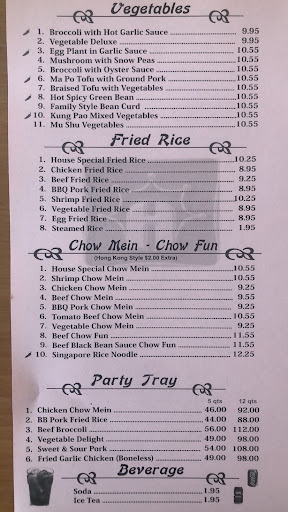 Vegetables
1. Broccoli with Hot Garlic Sauce 9.95
2. Vegetable Deluxe 9.95
3. Egg Plant in Garlic Sauce 10.55
4. Mushroom with Snow Peas 10.55
5. Broccoli with Oyster Sauce 10.55
6. Ma Po Tofu with Ground Pork 10.55
7. Braised Tofu with Vegetables 10.55
8. Hot Spicy Green Bean 10.55
9. Family Style Bean Curd 10.55
10. Kung Pao Mixed Vegetables 10.55
11. Mu Shu Vegetables 10.55
Fried Rice
1. House Special Fried Rice 10.25
2. Chicken Fried Rice 8.95
3. Beef Fried Rice 9.25
4. BBQ Pork Fried Rice 8.95
5. Shrimp Fried Rice 10.25
6. Vegetable Fried Rice 8.95
7. Egg Fried Rice 8.95
8. Steamed Rice 1.95
Chow Mein - Chow Fun
(Hong Kong Style $2.00 Extra)
1. House Special Chow Mein 10.55
2. Shrimp Chow Mein 10.55
3. Chicken Chow Mein 9.25
4. Beef Chow Mein 9.55
5. BBQ Pork Chow Mein 9.25
6. Tomato Beef Chow Mein 10.55
7. Vegetable Chow Mein 9.25
8. Beef Chow Fun 11.55
9. Beef Black Bean Sauce Chow Fun 11.55
10. Singapore Rice Noodle 12.25
Party Tray
5 qts 12 qts
1. Chicken Chow Mein 46.00 92.00
2. BB Pork Fried Rice 44.00 88.00
3. Beef Broccoli 56.00 112.00
4. Vegetable Delight 49.00 98.00
5. Sweet & Sour Pork 54.00 108.00
6. Fried Garlic Chicken (Boneless) 49.00 98.00
Beverage
Soda 1.95
Ice Tea 1.95